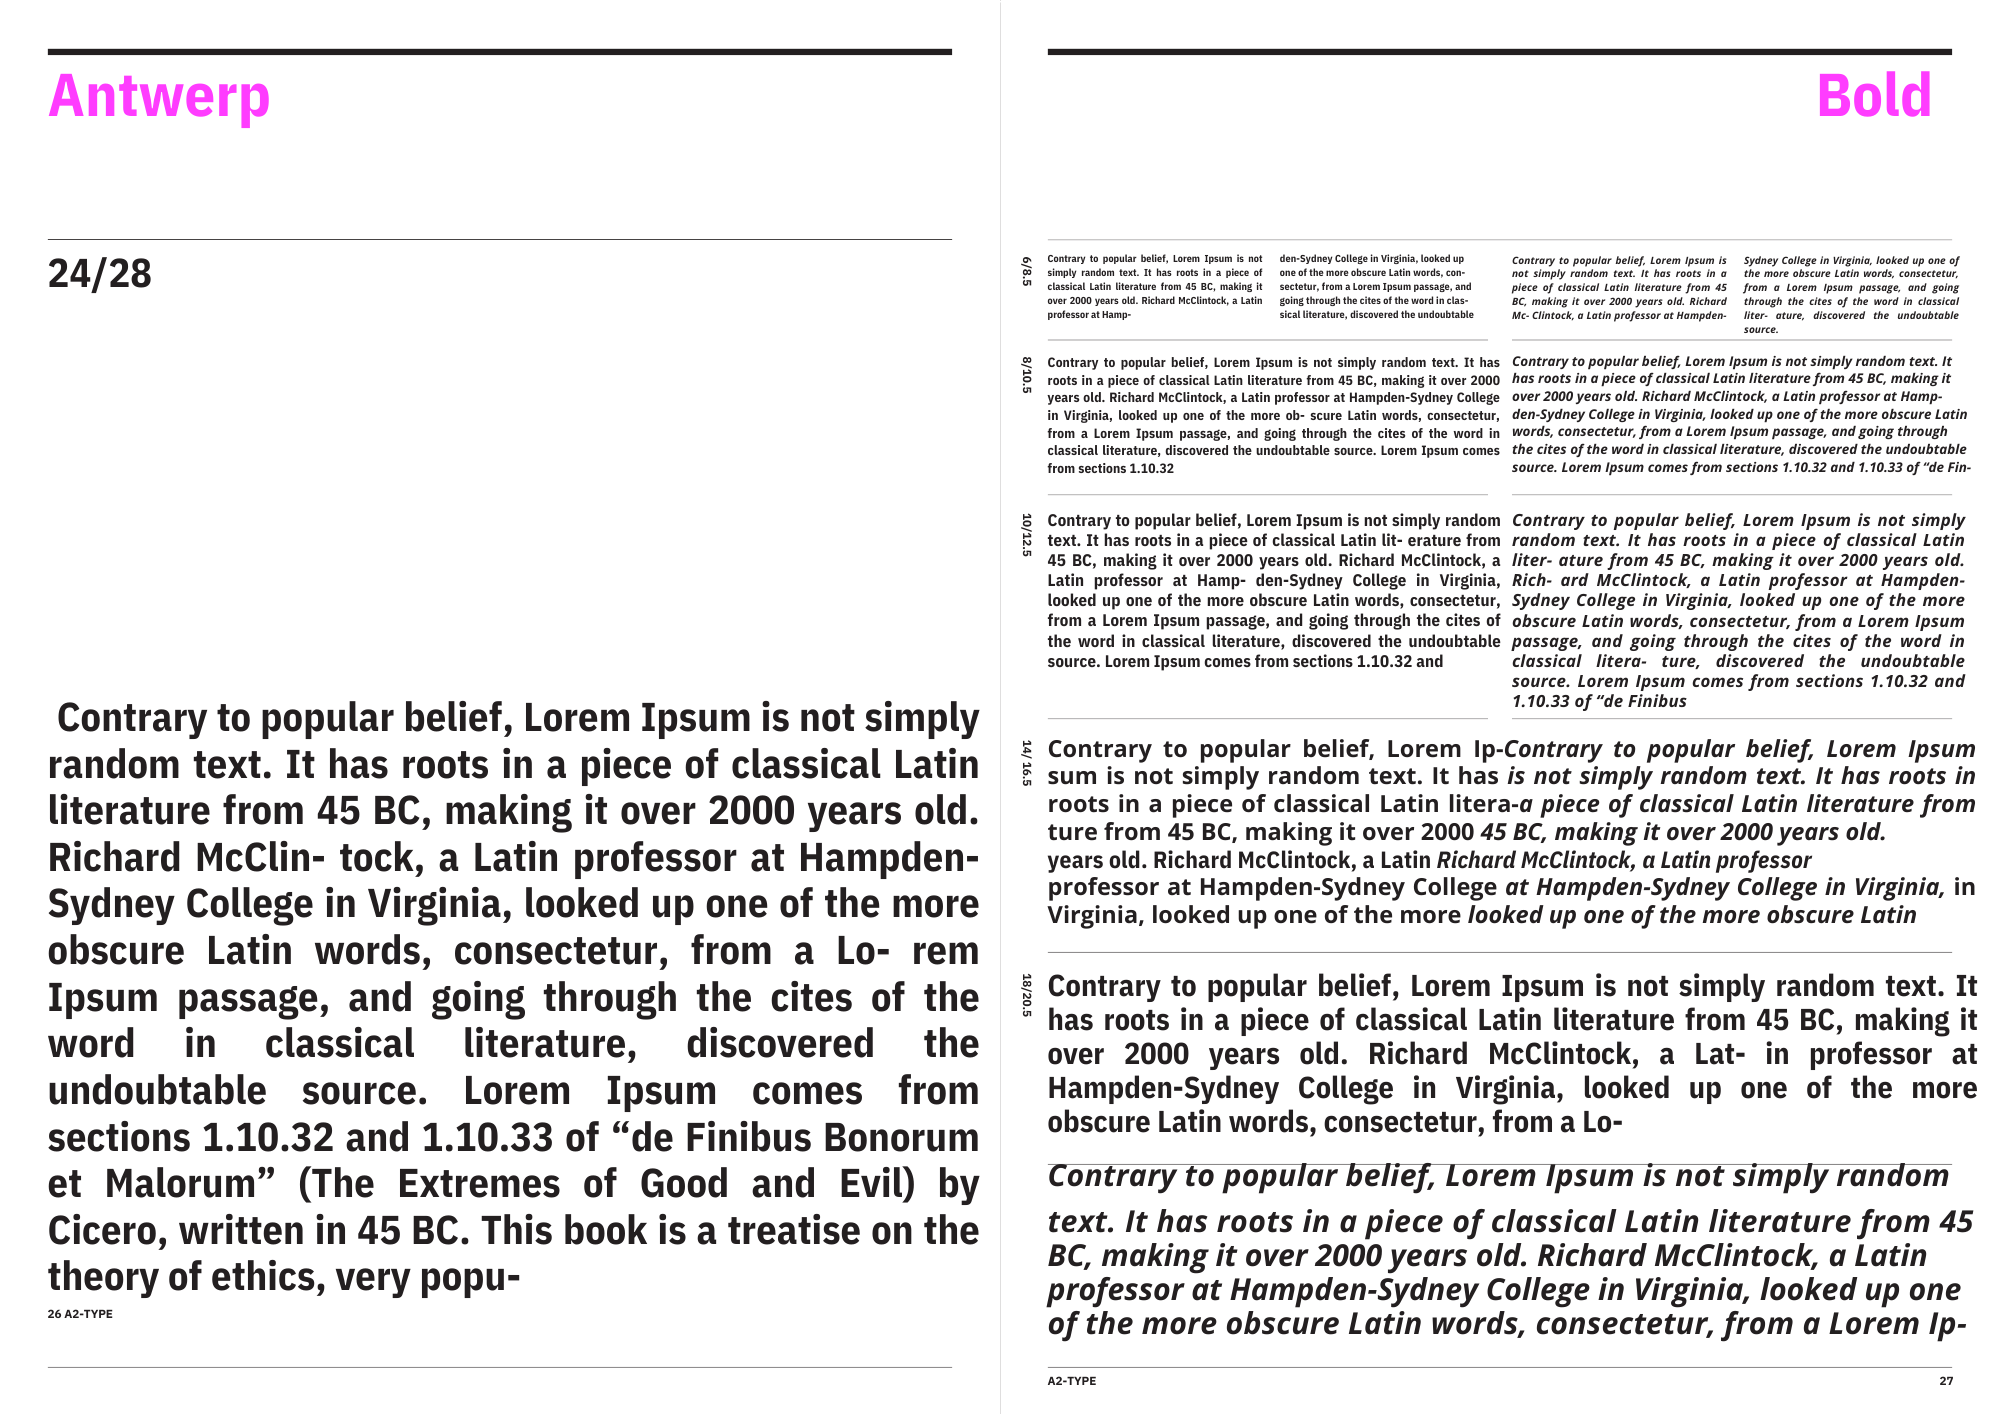 Antwerp
24/28
Contrary to popular belief, Lorem Ipsum is not simply
random text. It has roots in a piece of classical Latin
literature from 45 BC, making it over 2000 years old.
Richard McClin- tock, a Latin professor at Hampden-
Sydney College in Virginia, looked up one of the more
obscure Latin words, consectetur, from a Lo- rem
Ipsum passage, and going through the cites of the
word in classical literature, discovered the
undoubtable source. Lorem Ipsum comes from
sections 1.10.32 and 1.10.33 of “de Finibus Bonorum
et Malorum” (The Extremes of Good and Evil) by
Cicero, written in 45 BC. This book is a treatise on the
theory of ethics, very popu-
26 A2-TYPE
Bold
6/8.5
Contrary to popular belief, Lorem Ipsum is not
simply random text. It has roots in a piece of
classical Latin literature from 45 BC, making it
over 2000 years old. Richard McClintock, a Latin
professor at Hamp-
den-Sydney College in Virginia, looked up
one of the more obscure Latin words, con-
sectetur, from a Lorem Ipsum passage, and
going through the cites of the word in clas-
sical literature, discovered the undoubtable
Contrary to popular belief, Lorem Ipsum is
not simply random text. It has roots in a
piece of classical Latin literature from 45
BC, making it over 2000 years old. Richard
Mc- Clintock, a Latin professor at Hampden-
Sydney College in Virginia, looked up one of
the more obscure Latin words, consectetur,
from a Lorem Ipsum passage, and going
through the cites of the word in classical
liter- ature, discovered the undoubtable
source.
8/10.5
Contrary to popular belief, Lorem Ipsum is not simply random text. It has
roots in a piece of classical Latin literature from 45 BC, making it over 2000
years old. Richard McClintock, a Latin professor at Hampden-Sydney College
in Virginia, looked up one of the more ob- scure Latin words, consectetur,
from a Lorem Ipsum passage, and going through the cites of the word in
classical literature, discovered the undoubtable source. Lorem Ipsum comes
from sections 1.10.32
Contrary to popular belief, Lorem Ipsum is not simply random text. It
has roots in a piece of classical Latin literature from 45 BC, making it
over 2000 years old. Richard McClintock, a Latin professor at Hamp-
den-Sydney College in Virginia, looked up one of the more obscure Latin
words, consectetur, from a Lorem Ipsum passage, and going through
the cites of the word in classical literature, discovered the undoubtable
source. Lorem Ipsum comes from sections 1.10.32 and 1.10.33 of “de Fin-
10/12.5
Contrary to popular belief, Lorem Ipsum is not simply random
text. It has roots in a piece of classical Latin lit- erature from
45 BC, making it over 2000 years old. Richard McClintock, a
Latin professor at Hamp- den-Sydney College in Virginia,
looked up one of the more obscure Latin words, consectetur,
from a Lorem Ipsum passage, and going through the cites of
the word in classical literature, discovered the undoubtable
source. Lorem Ipsum comes from sections 1.10.32 and
Contrary to popular belief, Lorem Ipsum is not simply
random text. It has roots in a piece of classical Latin
liter- ature from 45 BC, making it over 2000 years old.
Rich- ard McClintock, a Latin professor at Hampden-
Sydney College in Virginia, looked up one of the more
obscure Latin words, consectetur, from a Lorem Ipsum
passage, and going through the cites of the word in
classical litera- ture, discovered the undoubtable
source. Lorem Ipsum comes from sections 1.10.32 and
1.10.33 of “de Finibus
14/16.5
Contrary to popular belief, Lorem Ip-Contrary to popular belief, Lorem Ipsum
sum is not simply random text. It has is not simply random text. It has roots in
roots in a piece of classical Latin litera-a piece of classical Latin literature from
ture from 45 BC, making it over 2000 45 BC, making it over 2000 years old.
years old. Richard McClintock, a Latin Richard McClintock, a Latin professor
professor at Hampden-Sydney College at Hampden-Sydney College in Virginia, in
Virginia, looked up one of the more looked up one of the more obscure Latin
18/20.5
Contrary to popular belief, Lorem Ipsum is not simply random text. It
has roots in a piece of classical Latin literature from 45 BC, making it
over 2000 years old. Richard McClintock, a Lat- in professor at
Hampden-Sydney College in Virginia, looked up one of the more
obscure Latin words, consectetur, from a Lo-
Contrary to popular belief, Lorem Ipsum is not simply random
text. It has roots in a piece of classical Latin literature from 45
BC, making it over 2000 years old. Richard McClintock, a Latin
professor at Hampden-Sydney College in Virginia, looked up one
of the more obscure Latin words, consectetur, from a Lorem Ip-
A2-TYPE
27